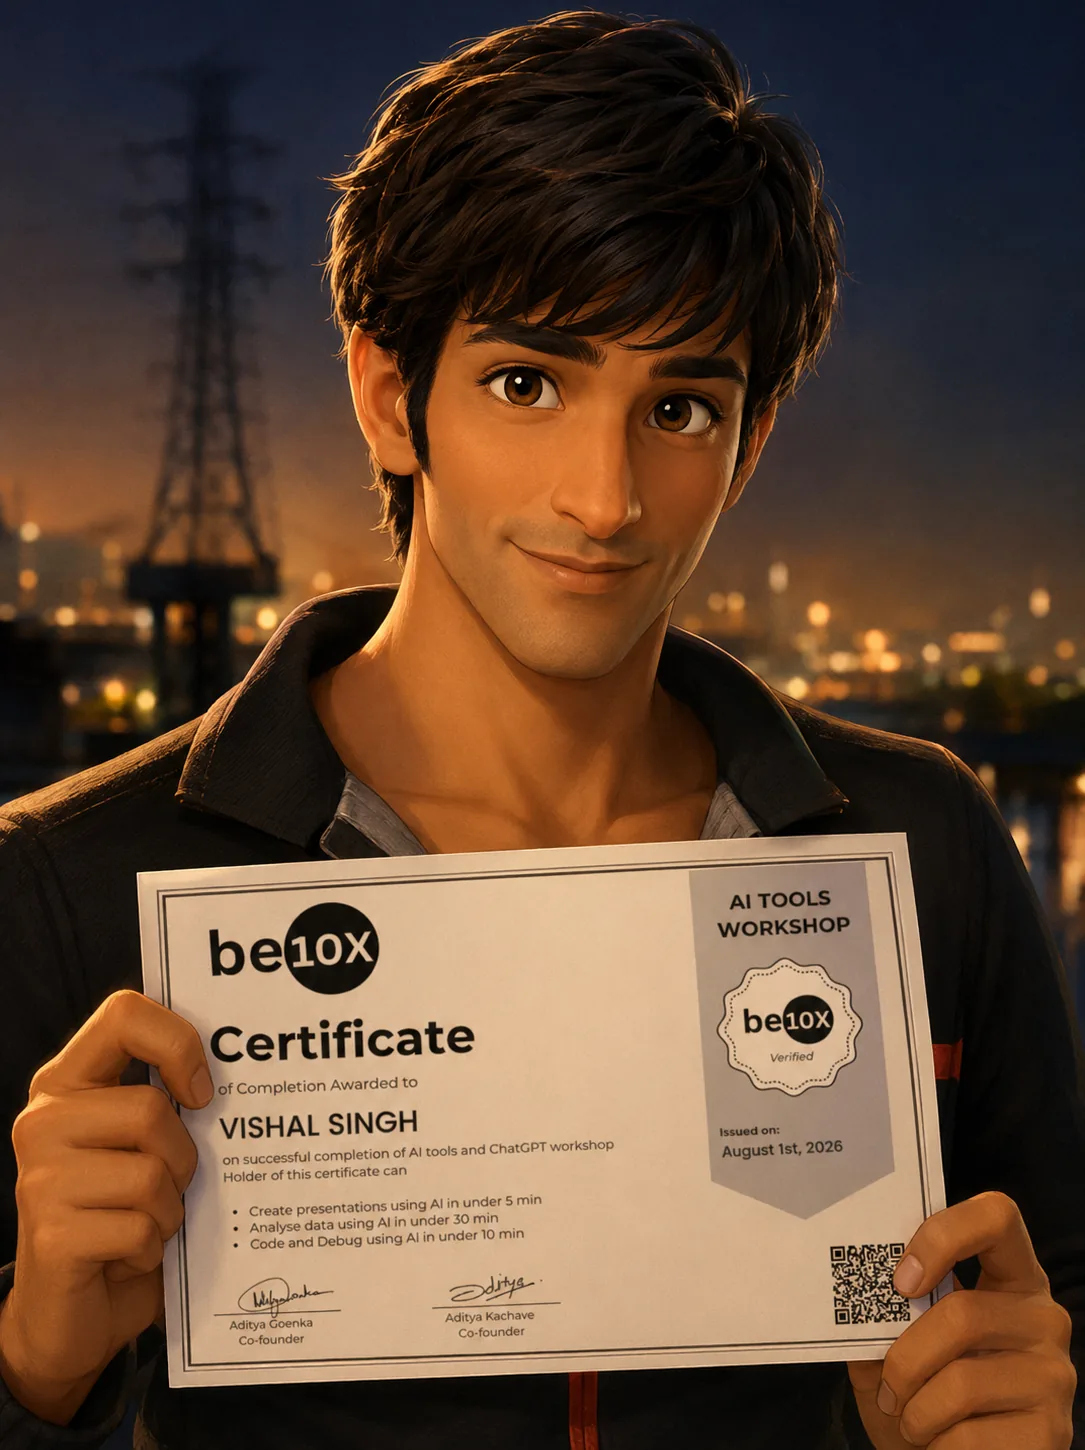 be10X
Certificate
of Completion Awarded to
VISHAL SINGH
on successful completion of AI tools and ChatGPT workshop
Holder of this certificate can
• Create presentations using AI in under 5 min
• Analyse data using AI in under 30 min
• Code and Debug using AI in under 10 min
Aditya Goenka
Co-founder
Aditya
Aditya Kachave
Co-founder
AI TOOLS
WORKSHOP
be10X
Verified
Issued on:
August 1st, 2026